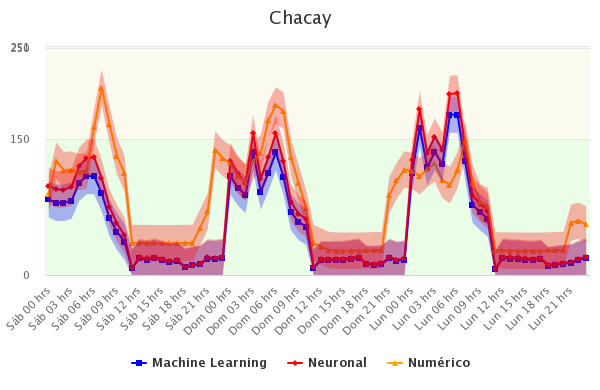 Chacay
250
150
0
Sáb 00 hrs
Sáb 03 hrs
Sáb 06 hrs
Sáb 09 hrs
Sáb 12 hrs
Sáb 15 hrs
Sáb 18 hrs
Sáb 21 hrs
Dom 00 hrs
Dom 03 hrs
Dom 06 hrs
Dom 09 hrs
Dom 12 hrs
Dom 15 hrs
Dom 18 hrs
Dom 21 hrs
Lun 00 hrs
Lun 03 hrs
Lun 06 hrs
Lun 09 hrs
Lun 12 hrs
Lun 15 hrs
Lun 18 hrs
Lun 21 hrs
Machine Learning Neuronal Numérico